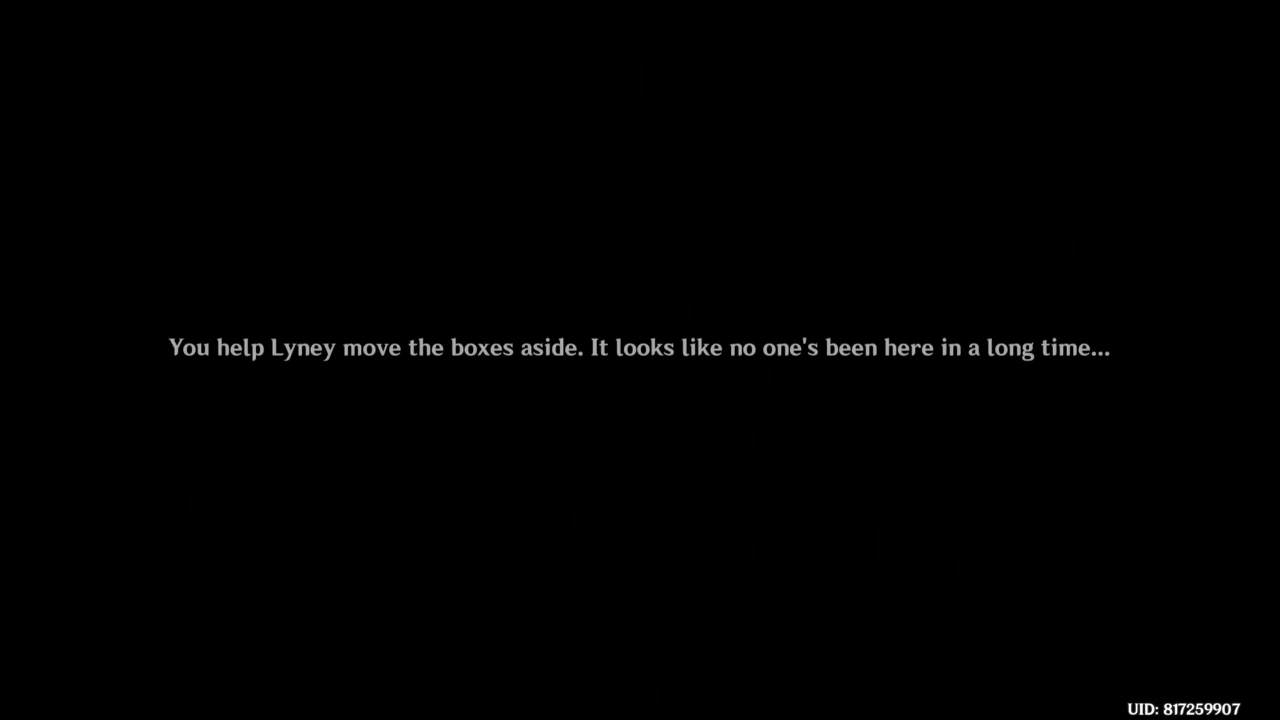 You help Lyney move the boxes aside. It looks like no one's been here in a long time...
UID: 817259907